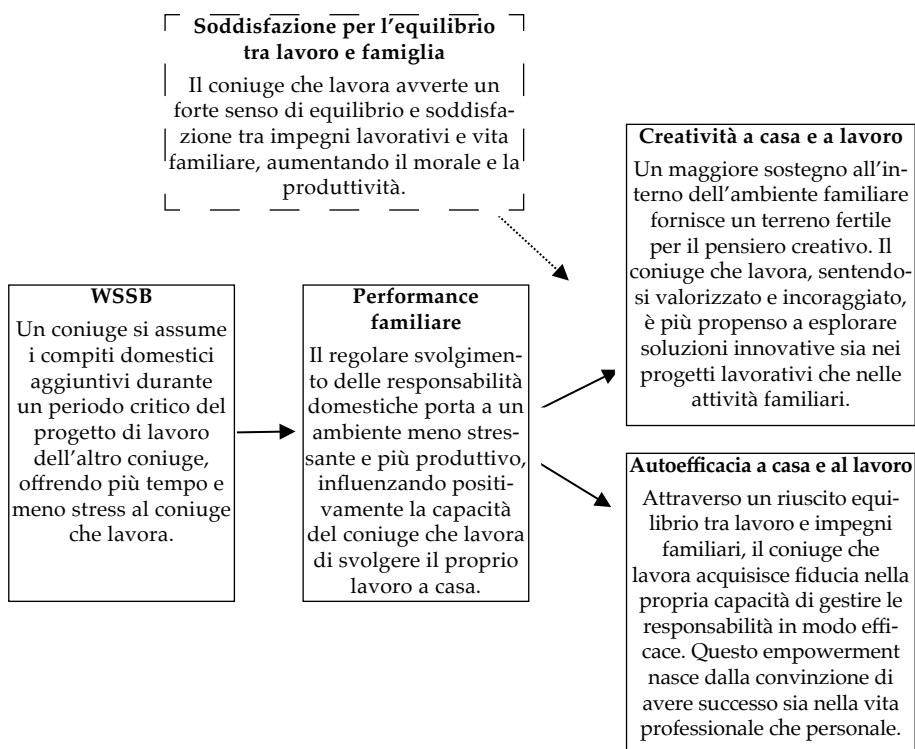 Soddisfazione per l'equilibrio
tra lavoro e famiglia
Il coniuge che lavora avverte un
forte senso di equilibrio e soddisfa-
zione tra impegni lavorativi e vita
familiare, aumentando il morale e la
produttività.
WSSB
Un coniuge si assume
i compiti domestici
aggiuntivi durante
un periodo critico del
progetto di lavoro
dell'altro coniuge,
offrendo più tempo e
meno stress al coniuge
che lavora.
Performance
familiare
Il regolare svolgimen-
to delle responsabilità
domestiche porta a un
ambiente meno stres-
sante e più produttivo,
influenzando positi-
vamente la capacità
del coniuge che lavora
di svolgere il proprio
lavoro a casa.
Creatività a casa e a lavoro
Un maggiore sostegno all'in-
terno dell'ambiente familiare
fornisce un terreno fertile
per il pensiero creativo. Il
coniuge che lavora, sentendo-
si valorizzato e incoraggiato,
è più propenso a esplorare
soluzioni innovative sia nei
progetti lavorativi che nelle
attività familiari.
Autoefficacia a casa e al lavoro
Attraverso un riuscito equi-
librio tra lavoro e impegni
familiari, il coniuge che
lavora acquisisce fiducia nella
propria capacità di gestire le
responsabilità in modo effi-
cace. Questo empowerment
nasce dalla convinzione di
avere successo sia nella vita
professionale che personale.